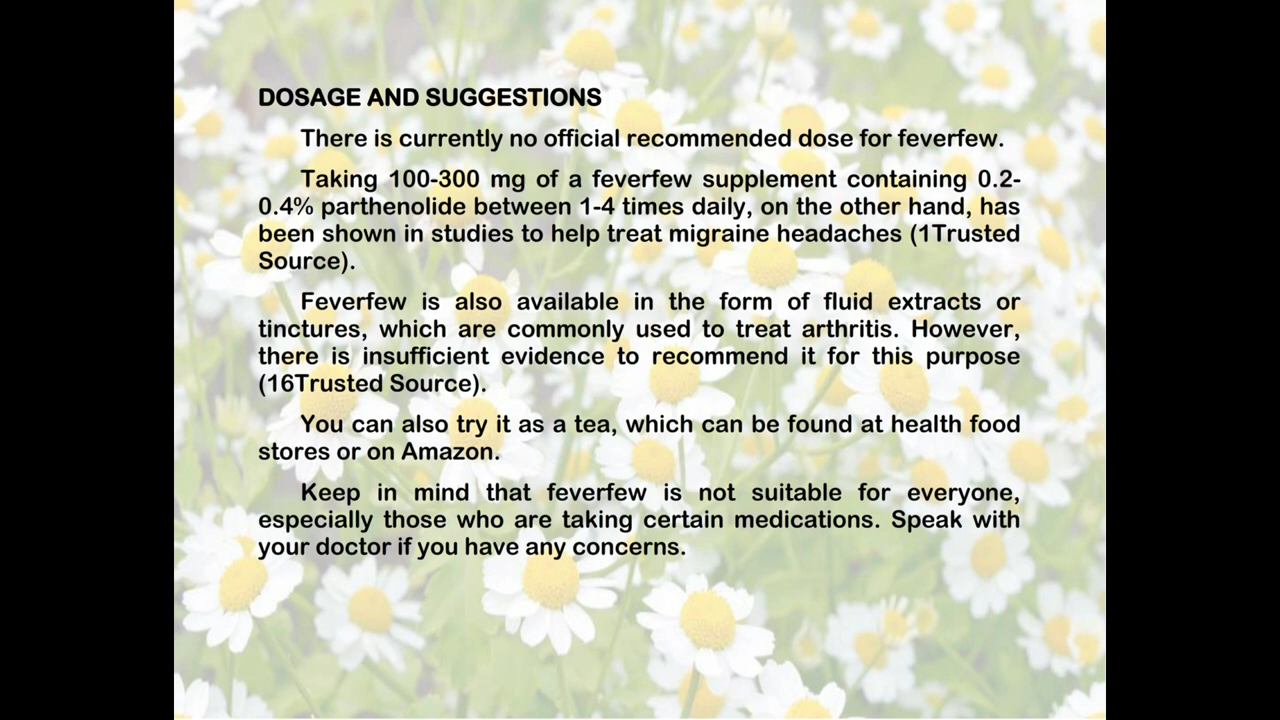 DOSAGE AND SUGGESTIONS
There is currently no official recommended dose for feverfew.
Taking 100-300 mg of a feverfew supplement containing 0.2-
0.4% parthenolide between 1-4 times daily, on the other hand, has
been shown in studies to help treat migraine headaches (1Trusted
Source).
Feverfew is also available in the form of fluid extracts or
tinctures, which are commonly used to treat arthritis. However,
there is insufficient evidence to recommend it for this purpose
(16Trusted Source).
You can also try it as a tea, which can be found at health food
stores or on Amazon.
Keep in mind that feverfew is not suitable for everyone,
especially those who are taking certain medications. Speak with
your doctor if you have any concerns.